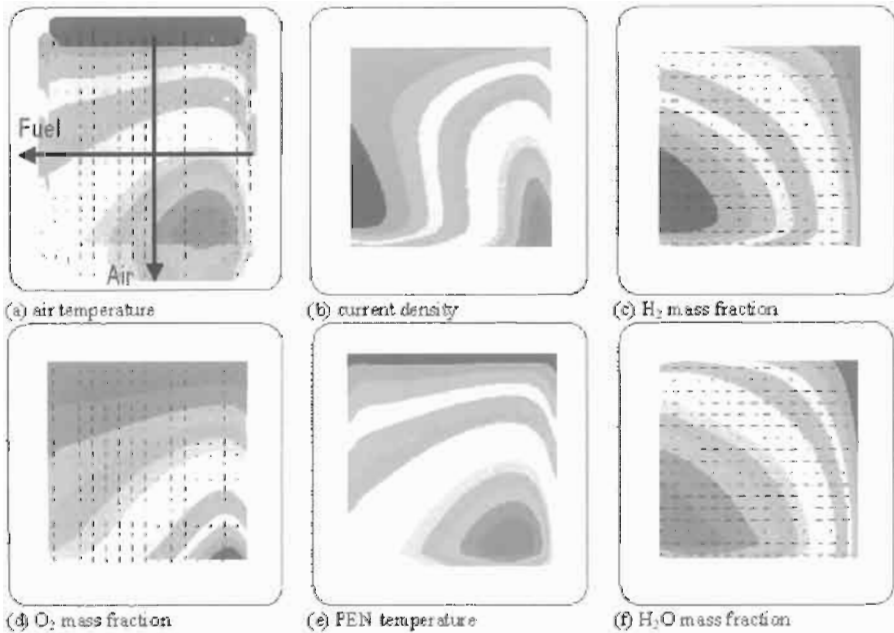 Fuel
Air
(a) air temperature
(b) current density
(c) H₂ mass fraction
(d) O₂ mass fraction
(e) PEN temperature
(f) H₂O mass fraction